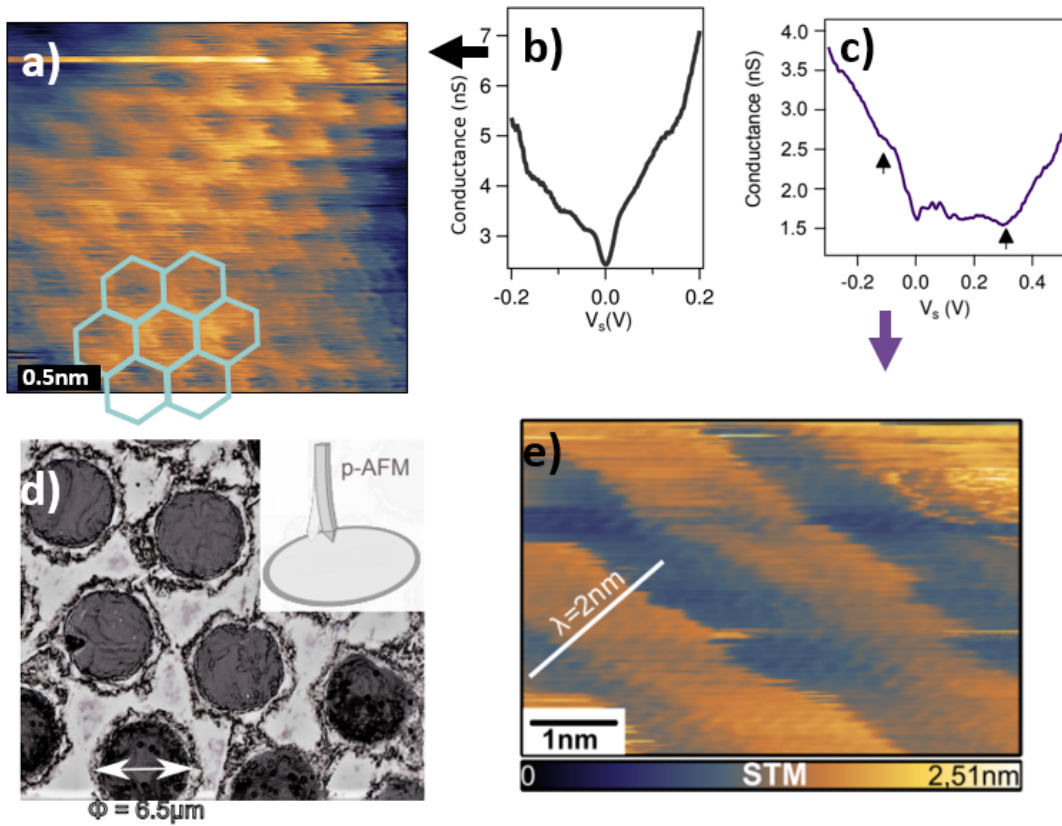 a)
0.5nm
b)
Conductance (nS)
7
6
5
4
3
-0.2
0.0
0.2
Vs(V)
c)
Conductance (nS)
4.0
3.5
3.0
2.5
2.0
1.5
-0.2
0.0
0.2
0.4
Vs (V)
d)
p-AFM
Φ = 6.5μm
e)
λ=2nm
1nm
0
STM
2,51nm